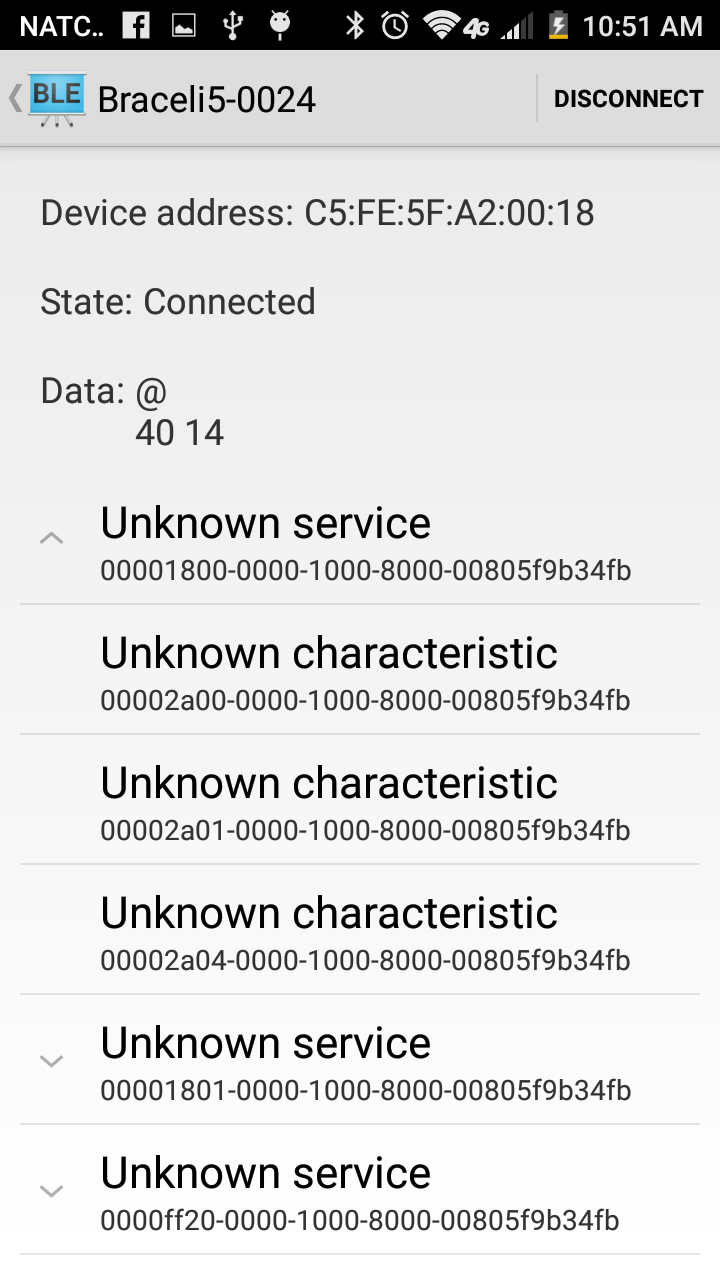 NATC.. 4G 10:51 AM
BLE Braceli5-0024 DISCONNECT
Device address: C5:FE:5F:A2:00:18
State: Connected
Data: @
40 14
Unknown service
00001800-0000-1000-8000-00805f9b34fb
Unknown characteristic
00002a00-0000-1000-8000-00805f9b34fb
Unknown characteristic
00002a01-0000-1000-8000-00805f9b34fb
Unknown characteristic
00002a04-0000-1000-8000-00805f9b34fb
Unknown service
00001801-0000-1000-8000-00805f9b34fb
Unknown service
0000ff20-0000-1000-8000-00805f9b34fb